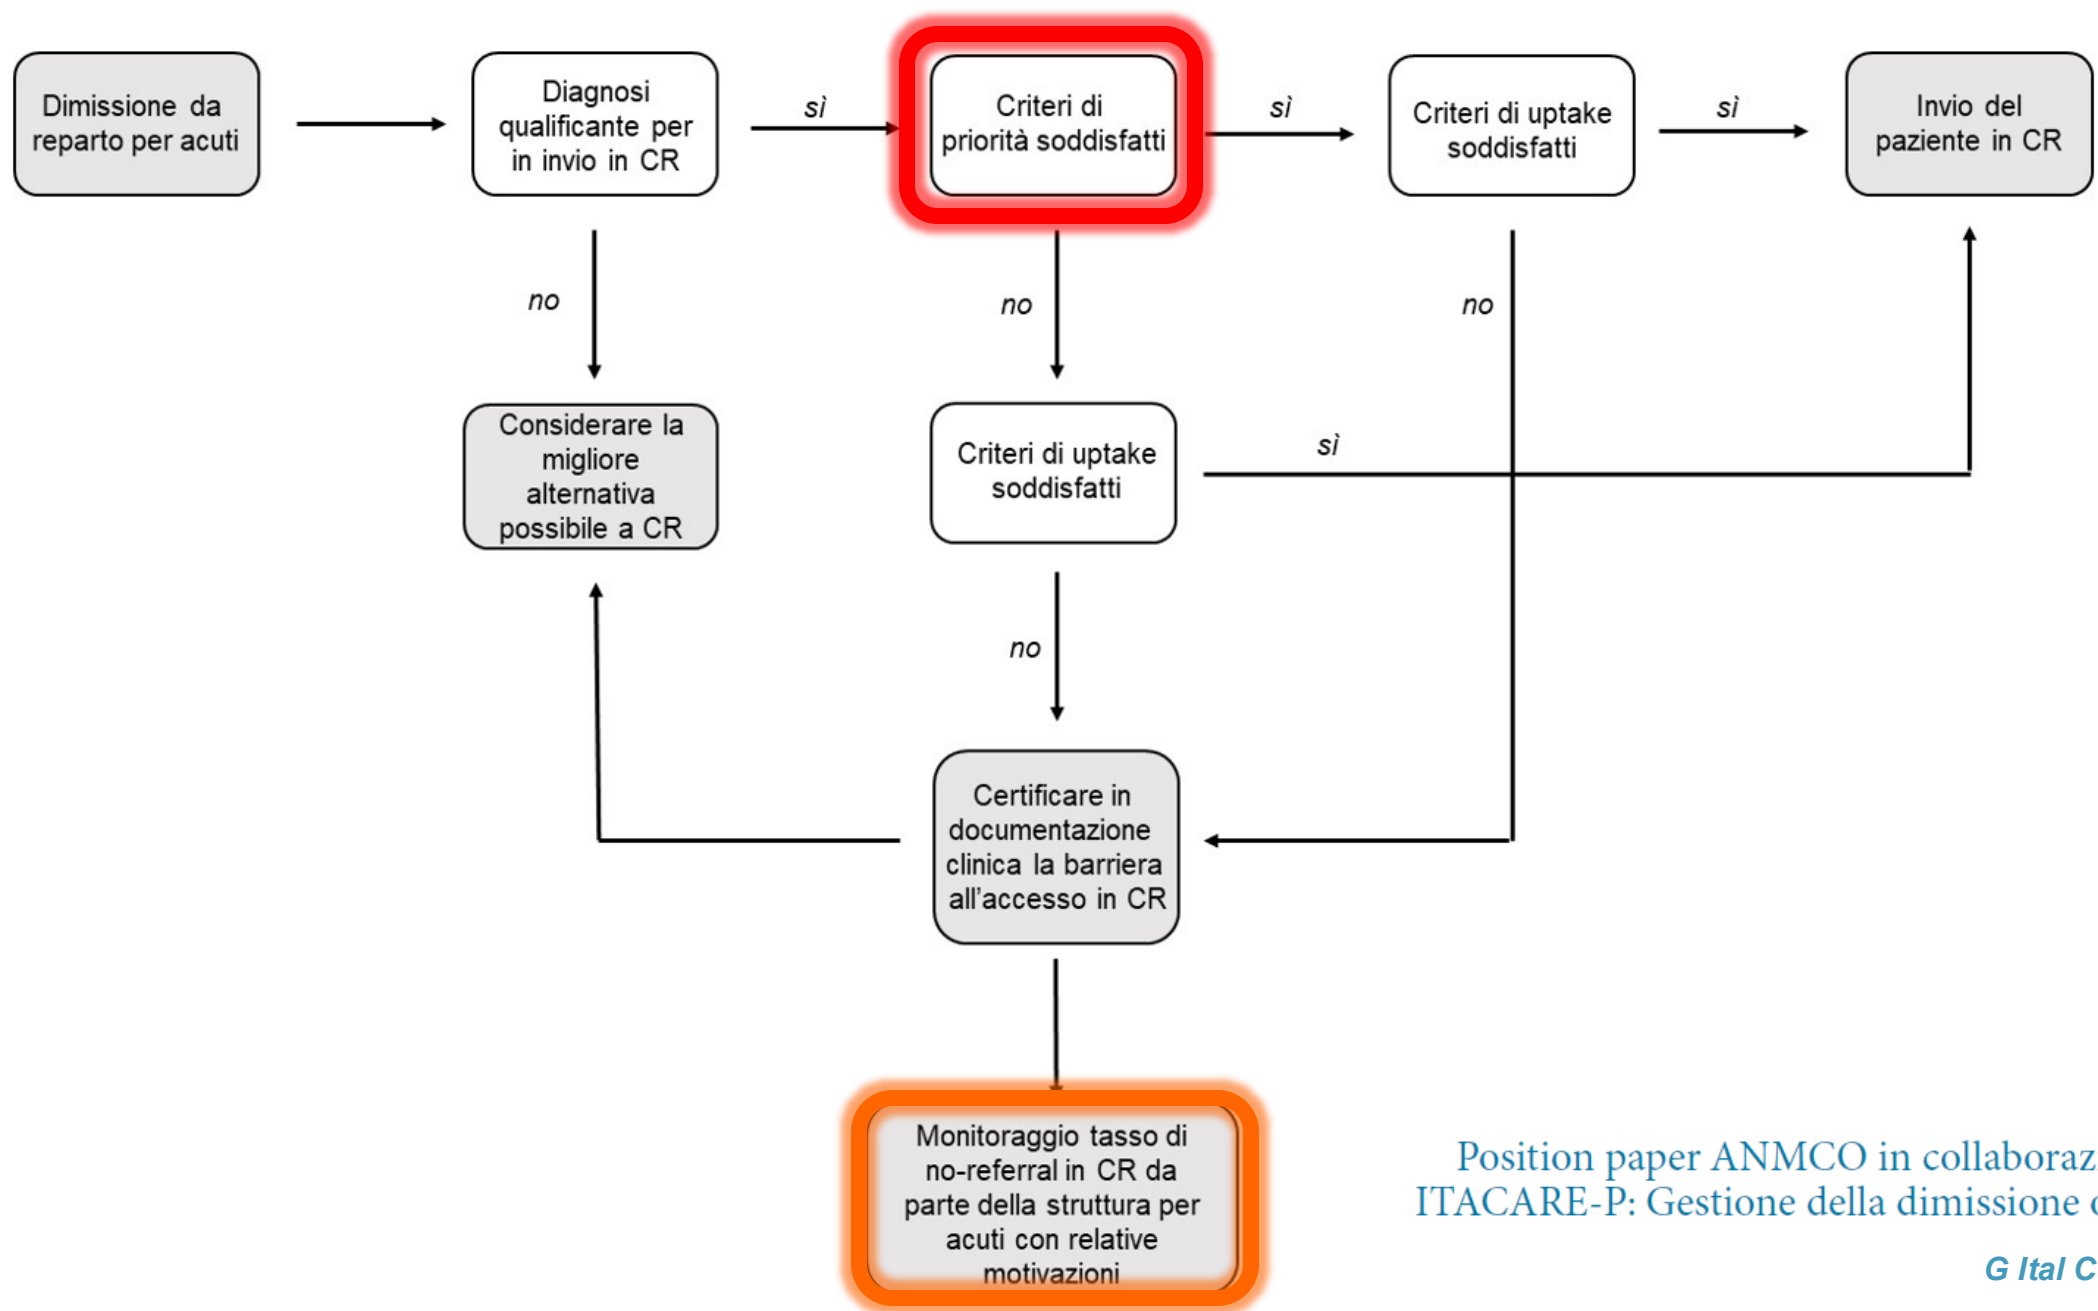 Dimissione da
reparto per acuti
Diagnosi
qualificante per
in invio in CR
sì
Criteri di
priorità soddisfatti
sì
Criteri di uptake
soddisfatti
sì
Invio del
paziente in CR
no
no
no
Considerare la
migliore
alternativa
possibile a CR
Criteri di uptake
soddisfatti
sì
no
Certificare in
documentazione
clinica la barriera
all'accesso in CR
Monitoraggio tasso di
no-referral in CR da
parte della struttura per
acuti con relative
motivazioni
Position paper ANMCO in collaboraz
ITACARE-P: Gestione della dimissione
G Ital C